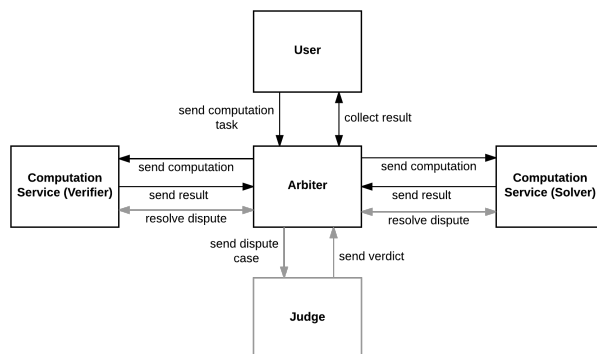 User
send computation
task
collect result
Computation
Service (Verifier)
send computation
send result
resolve dispute
Arbiter
send computation
send result
resolve dispute
Computation
Service (Solver)
send dispute
case
send verdict
Judge